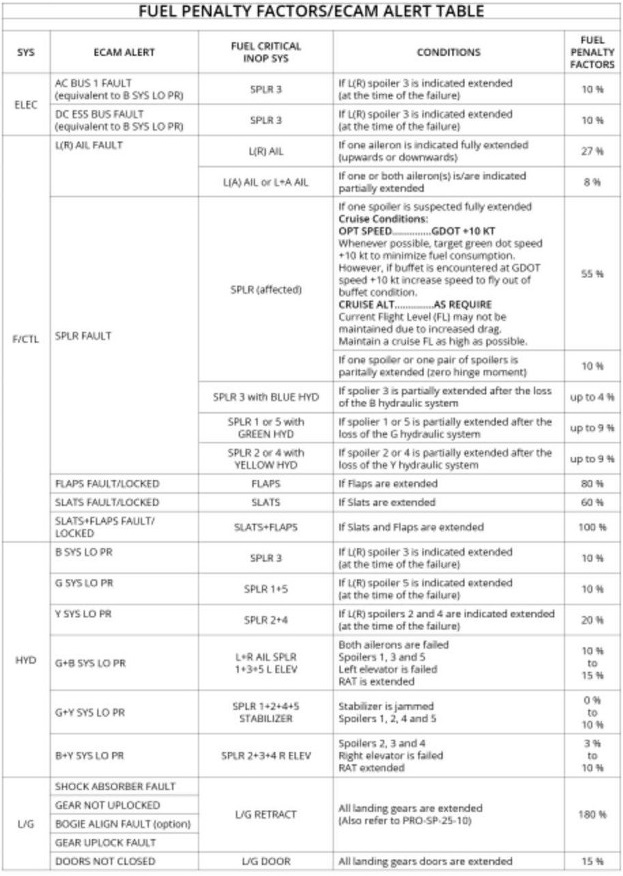 FUEL PENALTY FACTORS/ECAM ALERT TABLE
SYS
ECAM ALERT
FUEL CRITICAL
INOP SYS
CONDITIONS
FUEL
PENALTY
FACTORS
ELEC
AC BUS 1 FAULT
(equivalent to B SYS LO PR)
SPLR 3
If L(R) spoiler 3 is indicated extended
(at the time of the failure)
10 %
DC ESS BUS FAULT
(equivalent to B SYS LO PR)
SPLR 3
If L(R) spoiler 3 is indicated extended
(at the time of the failure)
10 %
F/CTL
L(R) AIL FAULT
L(R) AIL
If one aileron is indicated fully extended
(upwards or downwards)
27 %
L(A) AIL or L+A AIL
If one or both aileron(s) is/are indicated
partially extended
8 %
SPLR FAULT
SPLR (affected)
If one spoiler is suspected fully extended
Cruise Conditions:
OPT SPEED..............GDOT +10 KT
Whenever possible, target green dot speed
+10 kt to minimize fuel consumption.
However, if buffet is encountered at GDOT
speed +10 kt increase speed to fly out of
buffet condition.
CRUISE ALT..............AS REQUIRE
Current Flight Level (FL) may not be
maintained due to increased drag.
Maintain a cruise FL as high as possible.
55 %
If one spoiler or one pair of spoilers is
paritally extended (zero hinge moment)
10 %
SPLR 3 with BLUE HYD
If spolier 3 is partially extended after the loss
of the B hydraulic system
up to 4 %
SPLR 1 or 5 with
GREEN HYD
If spolier 1 or 5 is partially extended after the
loss of the G hydraulic system
up to 9 %
SPLR 2 or 4 with
YELLOW HYD
If spoiler 2 or 4 is partially extended after the
loss of the Y hydraulic system
up to 9 %
FLAPS FAULT/LOCKED
FLAPS
If Flaps are extended
80 %
SLATS FAULT/LOCKED
SLATS
If Slats are extended
60 %
SLATS+FLAPS FAULT/
LOCKED
SLATS+FLAPS
If Slats and Flaps are extended
100 %
HYD
B SYS LO PR
SPLR 3
If L(R) spoiler 3 is indicated extended
(at the time of the failure)
10 %
G SYS LO PR
SPLR 1+5
If L(R) spoiler 5 is indicated extended
(at the time of the failure)
10 %
Y SYS LO PR
SPLR 2+4
If L(R) spoilers 2 and 4 are indicated extended
(at the time of the failure)
20 %
G+B SYS LO PR
L+R AIL SPLR
1+3+5 L ELEV
Both ailerons are failed
Spoilers 1, 3 and 5
Left elevator is failed
RAT is extended
10 %
to
15 %
G+Y SYS LO PR
SPLR 1+2+4+5
STABILIZER
Stabilizer is jammed
Spoilers 1, 2, 4 and 5
0 %
to
10 %
B+Y SYS LO PR
SPLR 2+3+4 R ELEV
Spoilers 2, 3 and 4
Right elevator is failed
RAT extended
3 %
to
10 %
L/G
SHOCK ABSORBER FAULT
GEAR NOT UPLOCKED
BOGIE ALIGN FAULT (option)
GEAR UPLOCK FAULT
L/G RETRACT
All landing gears are extended
(Also refer to PRO-SP-25-10)
180 %
DOORS NOT CLOSED
L/G DOOR
All landing gears doors are extended
15 %